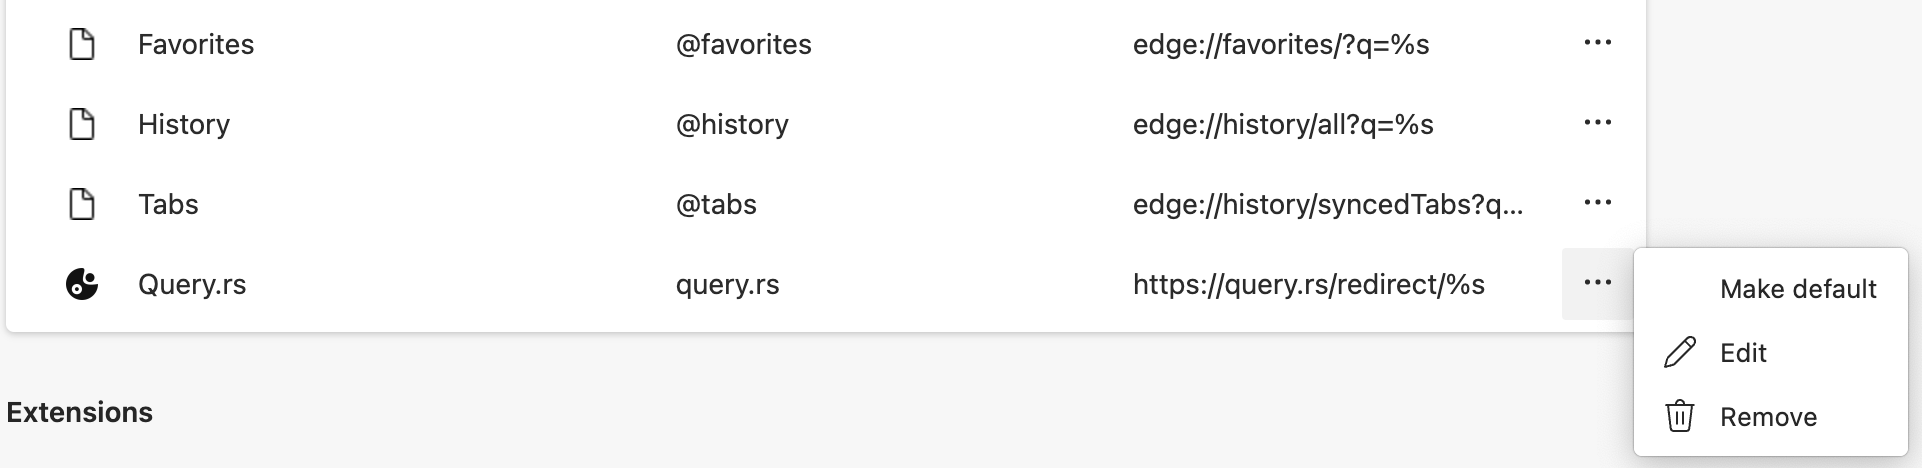 Favorites @favorites edge://favorites/?q=%s ...
History @history edge://history/all?q=%s ...
Tabs @tabs edge://history/syncedTabs?q... ...
Query.rs query.rs https://query.rs/redirect/%s ...
Make default
Edit
Remove
Extensions